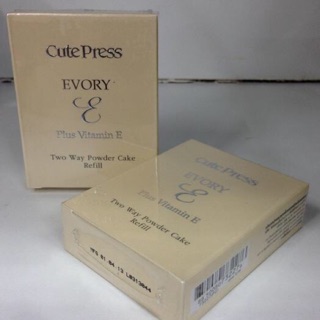 Cute Press
EVORY
E
Plus Vitamin E
Two Way Powder Cake
Refill
Cute Press
EVORY
E
Plus Vitamin E
Two Way Powder Cake
Refill